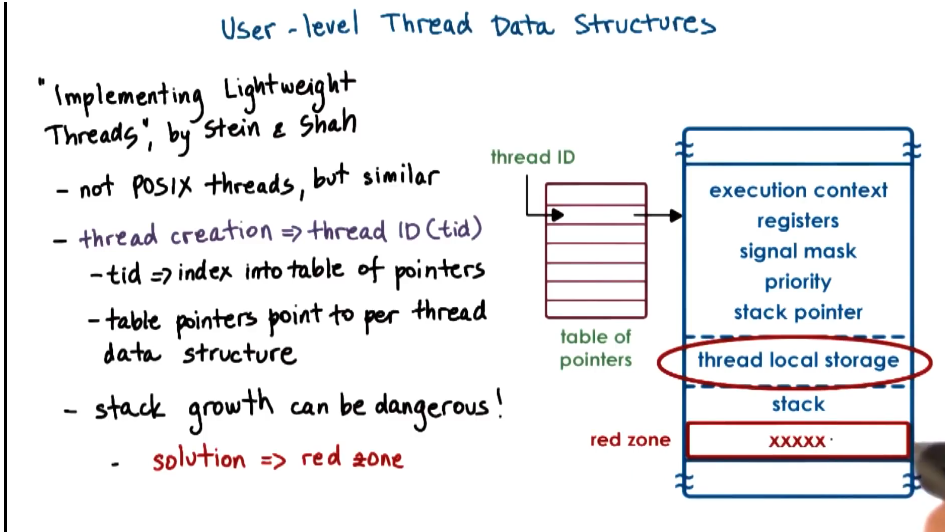 User-level Thread Data Structures
"Implementing Lightweight
Threads", by Stein & Shah
- not POSIX threads, but similar
- thread creation => thread ID (tid)
- tid => index into table of pointers
- table pointers point to per thread
data structure
- stack growth can be dangerous!
- solution => red zone
thread ID
table of
pointers
execution context
registers
signal mask
priority
stack pointer
thread local storage
stack
red zone
xxxxx